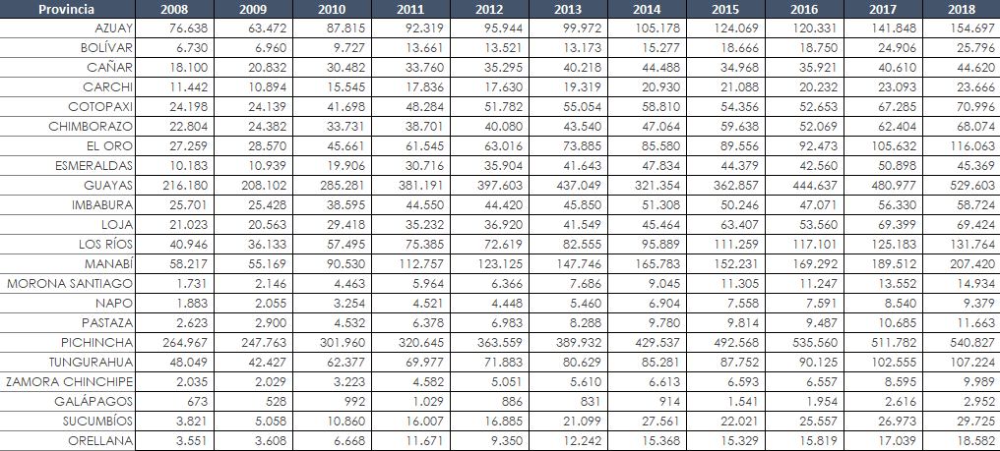 Provincia 2008 2009 2010 2011 2012 2013 2014 2015 2016 2017 2018
AZUAY 76.638 63.472 87.815 92.319 95.944 99.972 105.178 124.069 120.331 141.848 154.697
BOLÍVAR 6.730 6.960 9.727 13.661 13.521 13.173 15.277 18.666 18.750 24.906 25.796
CAÑAR 18.100 20.832 30.482 33.760 35.295 40.218 44.488 34.968 35.921 40.610 44.620
CARCHI 11.442 10.894 15.545 17.836 17.630 19.319 20.930 21.088 20.232 23.093 23.666
COTOPAXI 24.198 24.139 41.698 48.284 51.782 55.054 58.810 54.356 52.653 67.285 70.996
CHIMBORAZO 22.804 24.382 33.731 38.701 40.080 43.540 47.064 59.638 52.069 62.404 68.074
EL ORO 27.259 28.570 45.661 61.545 63.016 73.885 85.580 89.556 92.473 105.632 116.063
ESMERALDAS 10.183 10.939 19.906 30.716 35.904 41.643 47.834 44.379 42.560 50.898 45.369
GUAYAS 216.180 208.102 285.281 381.191 397.603 437.049 321.354 362.857 444.637 480.977 529.603
IMBABURA 25.701 25.428 38.595 44.550 44.420 45.850 51.308 50.246 47.071 56.330 58.724
LOJA 21.023 20.563 29.418 35.232 36.920 41.549 45.464 63.407 53.560 69.399 69.424
LOS RÍOS 40.946 36.133 57.495 75.385 72.619 82.555 95.889 111.259 117.101 125.183 131.764
MANABÍ 58.217 55.169 90.530 112.757 123.125 147.746 165.783 152.231 169.292 189.512 207.420
MORONA SANTIAGO 1.731 2.146 4.463 5.964 6.366 7.686 9.045 11.305 11.247 13.552 14.934
NAPO 1.883 2.055 3.254 4.521 4.448 5.460 6.904 7.558 7.591 8.540 9.379
PASTAZA 2.623 2.900 4.532 6.378 6.983 8.288 9.780 9.814 9.487 10.685 11.663
PICHINCHA 264.967 247.763 301.960 320.645 363.559 389.932 429.537 492.568 535.560 511.782 540.827
TUNGURAHUA 48.049 42.427 62.377 69.977 71.883 80.629 85.281 87.752 90.125 102.555 107.224
ZAMORA CHINCHIPE 2.035 2.029 3.223 4.582 5.051 5.610 6.613 6.593 6.557 8.595 9.989
GALÁPAGOS 673 528 992 1.029 886 831 914 1.541 1.954 2.616 2.952
SUCUMBÍOS 3.821 5.058 10.860 16.007 16.885 21.099 27.561 22.021 25.557 26.973 29.725
ORELLANA 3.551 3.608 6.668 11.671 9.350 12.242 15.368 15.329 15.819 17.039 18.582